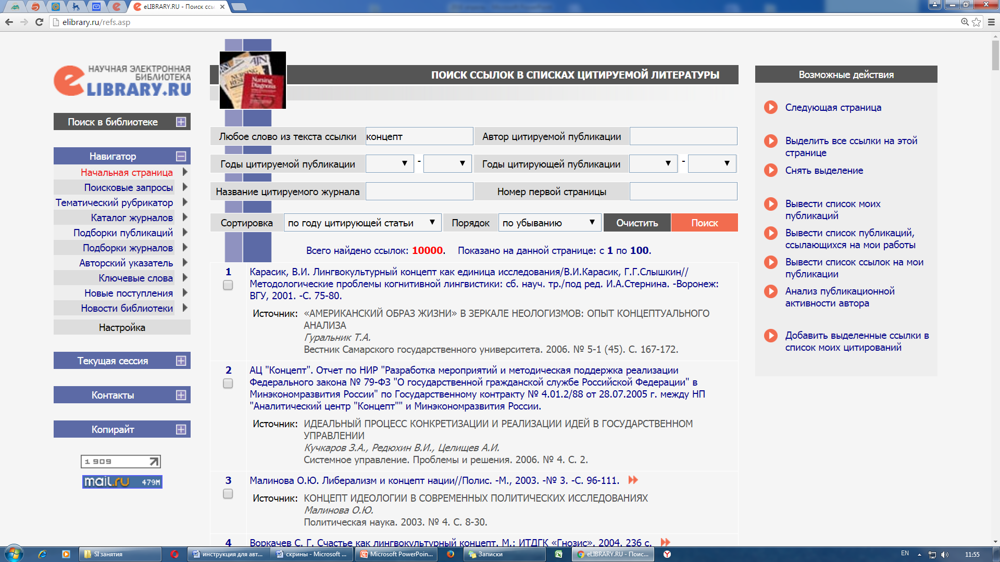 eLIBRARY.RU - Поиск ссы
elibrary.ru/refs.asp
НАУЧНАЯ ЭЛЕКТРОННАЯ
БИБЛИОТЕКА
eLIBRARY.RU
Поиск в библиотеке
Навигатор
Начальная страница
Поисковые запросы
Тематический рубрикатор
Каталог журналов
Подборки публикаций
Подборки журналов
Авторский указатель
Ключевые слова
Новые поступления
Новости библиотеки
Настройка
Текущая сессия
Контакты
Копирайт
1909
mail.ru 479M
AJN
Nursing
Diagnosis
ПОИСК ССЫЛОК В СПИСКАХ ЦИТИРУЕМОЙ ЛИТЕРАТУРЫ
Любое слово из текста ссылки концепт Автор цитируемой публикации
Годы цитируемой публикации - Годы цитирующей публикации -
Название цитируемого журнала Номер первой страницы
Сортировка по году цитирующей статьи Порядок по убыванию Очистить Поиск
Всего найдено ссылок: 10000. Показано на данной странице: с 1 по 100.
1 Карасик, В.И. Лингвокультурный концепт как единица исследования/В.И.Карасик, Г.Г.Слышкин//
Методологические проблемы когнитивной лингвистики: сб. науч. тр./под ред. И.А.Стернина. -Воронеж:
ВГУ, 2001. -С. 75-80.
Источник: «АМЕРИКАНСКИЙ ОБРАЗ ЖИЗНИ» В ЗЕРКАЛЕ НЕОЛОГИЗМОВ: ОПЫТ КОНЦЕПТУАЛЬНОГО
АНАЛИЗА
Гуральник Т.А.
Вестник Самарского государственного университета. 2006. № 5-1 (45). С. 167-172.
2 АЦ "Концепт". Отчет по НИР "Разработка мероприятий и методическая поддержка реализации
Федерального закона № 79-ФЗ "О государственной гражданской службе Российской Федерации" в
Минэкономразвития России" по Государственному контракту № 4.01.2/88 от 28.07.2005 г. между НП
"Аналитический центр "Концепт"" и Минэкономразвития России.
Источник: ИДЕАЛЬНЫЙ ПРОЦЕСС КОНКРЕТИЗАЦИИ И РЕАЛИЗАЦИИ ИДЕЙ В ГОСУДАРСТВЕННОМ
УПРАВЛЕНИИ
Кучкаров З.А., Редюхин В.И., Целищев А.И.
Системное управление. Проблемы и решения. 2006. № 4. С. 2.
3 Малинова О.Ю. Либерализм и концепт нации//Полис. -М., 2003. -№ 3. -С. 96-111.
Источник: КОНЦЕПТ ИДЕОЛОГИИ В СОВРЕМЕННЫХ ПОЛИТИЧЕСКИХ ИССЛЕДОВАНИЯХ
Малинова О.Ю.
Политическая наука. 2003. № 4. С. 8-30.
4 Воркачев С. Г. Счастье как лингвокультурный концепт. М.: ИТДГК «Гнозис», 2004. 236 с.
Возможные действия
Следующая страница
Выделить все ссылки на этой
странице
Снять выделение
Вывести список моих
публикаций
Вывести список публикаций,
ссылающихся на мои работы
Вывести список ссылок на мои
публикации
Анализ публикационной
активности автора
Добавить выделенные ссылки в
список моих цитирований
SI занятия
инструкция для авт...
скрины - Microsoft ...
Microsoft PowerPoin...
Записки
eLIBRARY.RU - Поис...
EN
11:55